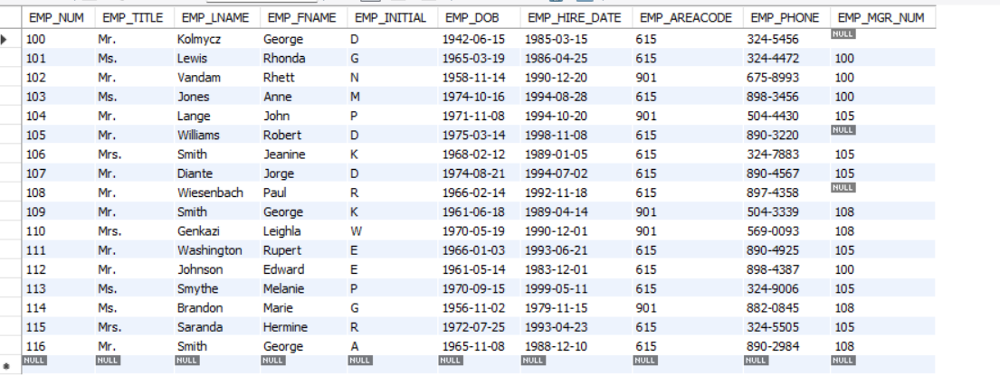 EMP_NUM EMP_TITLE EMP_LNAME EMP_FNAME EMP_INITIAL EMP_DOB EMP_HIRE_DATE EMP_AREACODE EMP_PHONE EMP_MGR_NUM
100 Mr. Kolmycz George D 1942-06-15 1985-03-15 615 324-5456 NULL
101 Ms. Lewis Rhonda G 1965-03-19 1986-04-25 615 324-4472 100
102 Mr. Vandam Rhett N 1958-11-14 1990-12-20 901 675-8993 100
103 Ms. Jones Anne M 1974-10-16 1994-08-28 615 898-3456 100
104 Mr. Lange John P 1971-11-08 1994-10-20 901 504-4430 105
105 Mr. Williams Robert D 1975-03-14 1998-11-08 615 890-3220 NULL
106 Mrs. Smith Jeanine K 1968-02-12 1989-01-05 615 324-7883 105
107 Mr. Diante Jorge D 1974-08-21 1994-07-02 615 890-4567 105
108 Mr. Wiesenbach Paul R 1966-02-14 1992-11-18 615 897-4358 NULL
109 Mr. Smith George K 1961-06-18 1989-04-14 901 504-3339 108
110 Mrs. Genkazi Leighla W 1970-05-19 1990-12-01 901 569-0093 108
111 Mr. Washington Rupert E 1966-01-03 1993-06-21 615 890-4925 105
112 Mr. Johnson Edward E 1961-05-14 1983-12-01 615 898-4387 100
113 Ms. Smythe Melanie P 1970-09-15 1999-05-11 615 324-9006 105
114 Ms. Brandon Marie G 1956-11-02 1979-11-15 901 882-0845 108
115 Mrs. Saranda Hermine R 1972-07-25 1993-04-23 615 324-5505 105
116 Mr. Smith George A 1965-11-08 1988-12-10 615 890-2984 108
NULL NULL NULL NULL NULL NULL NULL NULL NULL NULL